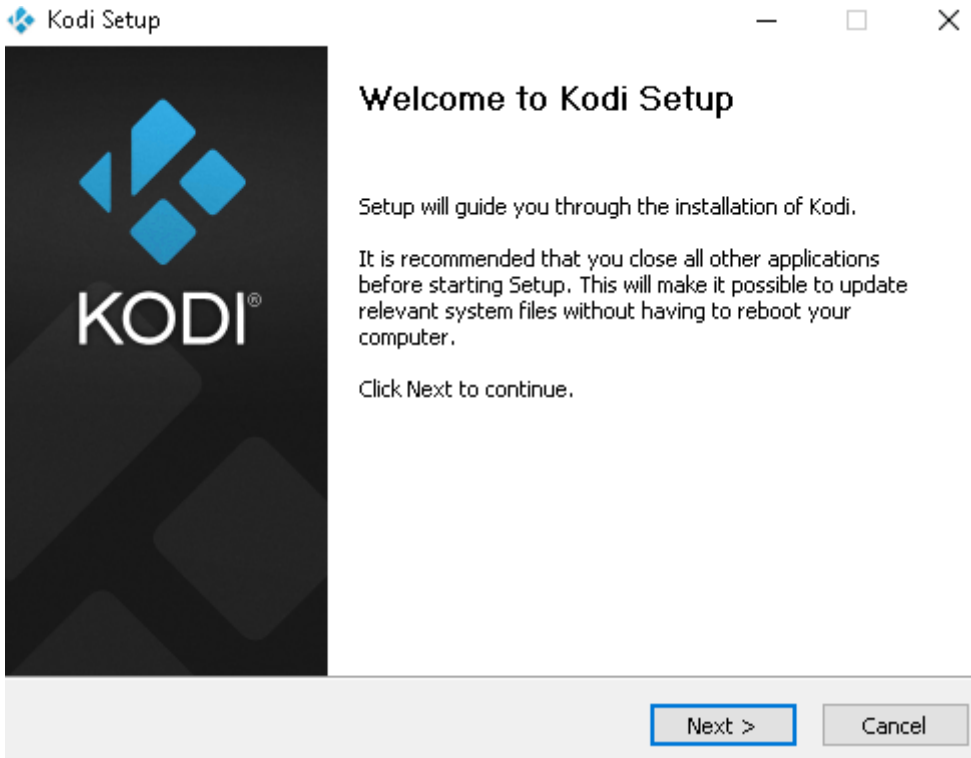 Kodi Setup
KODI®
Welcome to Kodi Setup
Setup will guide you through the installation of Kodi.
It is recommended that you close all other applications
before starting Setup. This will make it possible to update
relevant system files without having to reboot your
computer.
Click Next to continue.
Next >
Cancel